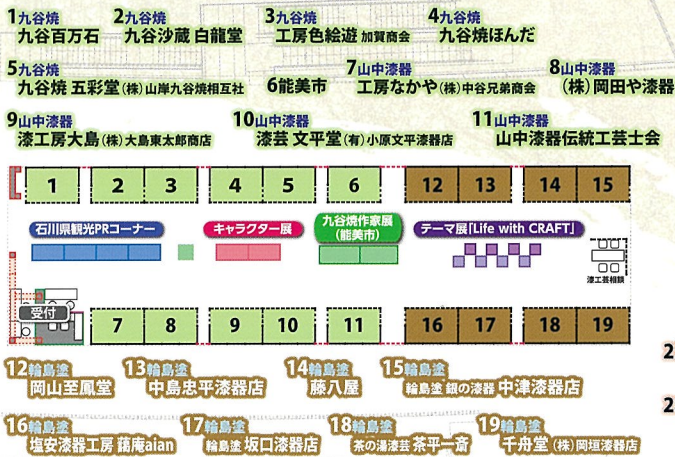 1九谷焼 2九谷焼 3九谷焼 4九谷焼
九谷百万石 九谷沙蔵 白龍堂 工房色絵遊 加賀商会 九谷焼ほんだ
5九谷焼 7山中漆器 8山中漆器
九谷焼 五彩堂(株)山岸九谷焼相互社 6能美市 工房なかや(株)中谷兄弟商会 (株)岡田や漆器
9山中漆器 10山中漆器 11山中漆器
漆工房大島(株)大島東太郎商店 漆芸 文平堂(有)小原文平漆器店 山中漆器伝統工芸士会
1 2 3 4 5 6 12 13 14 15
石川県観光PRコーナー キャラクター展 九谷焼作家展 テーマ展「Life with CRAFT」
(能美市)
漆工芸相談
受付
7 8 9 10 11 16 17 18 19
12輪島塗 13輪島塗 14輪島塗 15輪島塗
岡山至鳳堂 中島忠平漆器店 藤八屋 輪島塗 銀の漆器 中津漆器店
16輪島塗 17輪島塗 18輪島塗 19輪島塗
塩安漆器工房 藹庵aian 輪島塗 坂口漆器店 茶の湯漆芸 茶平一斎 千舟堂(株)岡垣漆器店
2
2